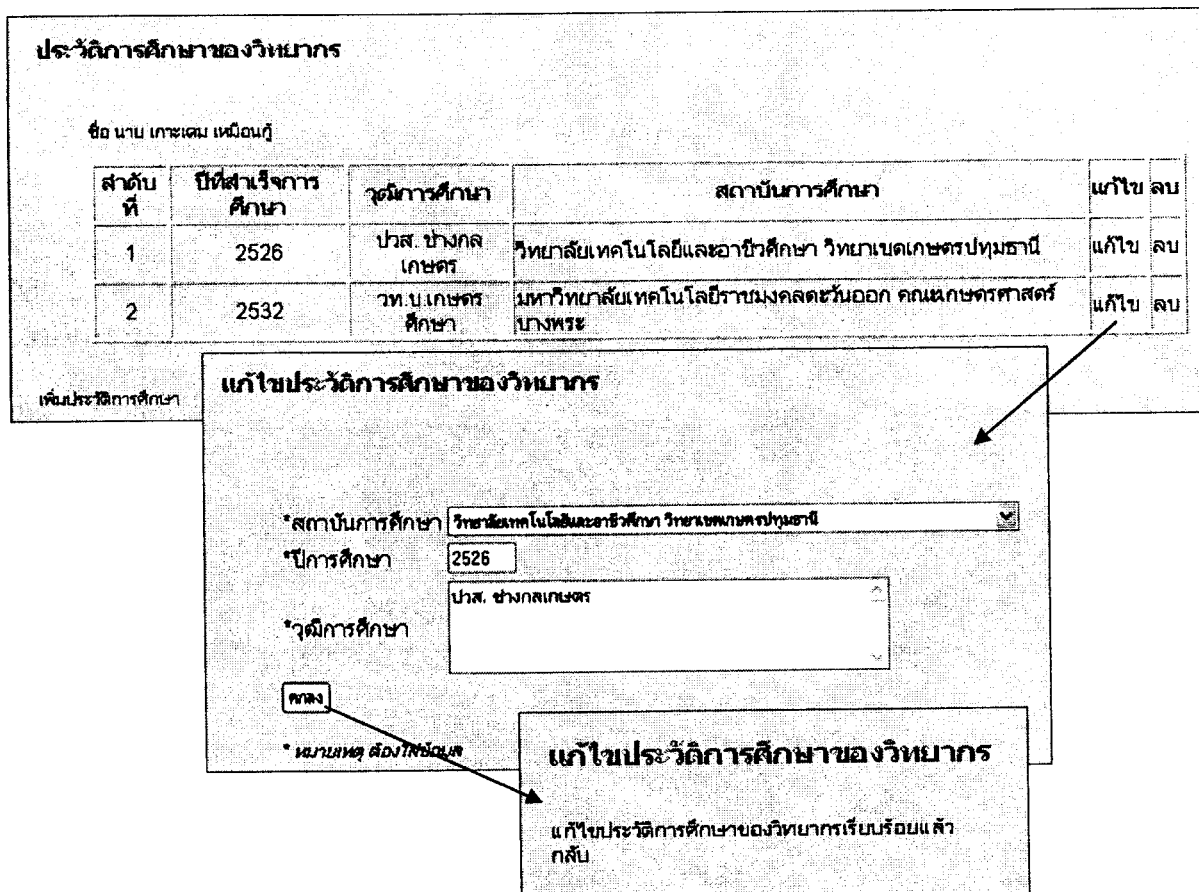 ประวัติการศึกษาของวิทยากร
ชื่อ นาย เกาะเดม เหมือนกู้
ลำดับที่ ปีที่สำเร็จการศึกษา วุฒิการศึกษา สถาบันการศึกษา แก้ไข ลบ
1 2526 ปวส. ช่างกลเกษตร วิทยาลัยเทคโนโลยีและอาชีวศึกษา วิทยาเขตเกษตรปทุมธานี แก้ไข ลบ
2 2532 วท.บ.เกษตรศึกษา มหาวิทยาลัยเทคโนโลยีราชมงคลตะวันออก คณะเกษตรศาสตร์ บางพระ แก้ไข ลบ
เพิ่มประวัติการศึกษา
แก้ไขประวัติการศึกษาของวิทยากร
*สถาบันการศึกษา วิทยาลัยเทคโนโลยีและอาชีวศึกษา วิทยาเขตเกษตรปทุมธานี
*ปีการศึกษา 2526
*วุฒิการศึกษา ปวส. ช่างกลเกษตร
ตกลง
* หมายเหตุ ต้องใส่ข้อมูล
แก้ไขประวัติการศึกษาของวิทยากร
แก้ไขประวัติการศึกษาของวิทยากรเรียบร้อยแล้ว
กลับ